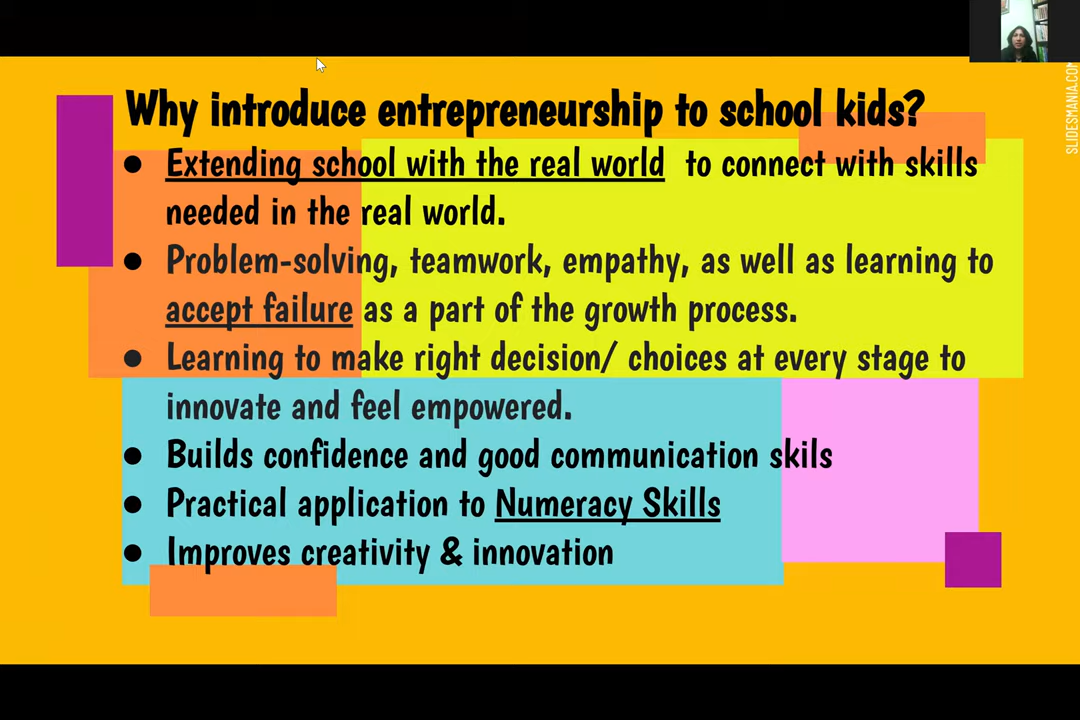 Why introduce entrepreneurship to school kids?
● Extending school with the real world to connect with skills
needed in the real world.
● Problem-solving, teamwork, empathy, as well as learning to
accept failure as a part of the growth process.
● Learning to make right decision/ choices at every stage to
innovate and feel empowered.
● Builds confidence and good communication skils
● Practical application to Numeracy Skills
● Improves creativity & innovation
SLIDESMANIA.COM